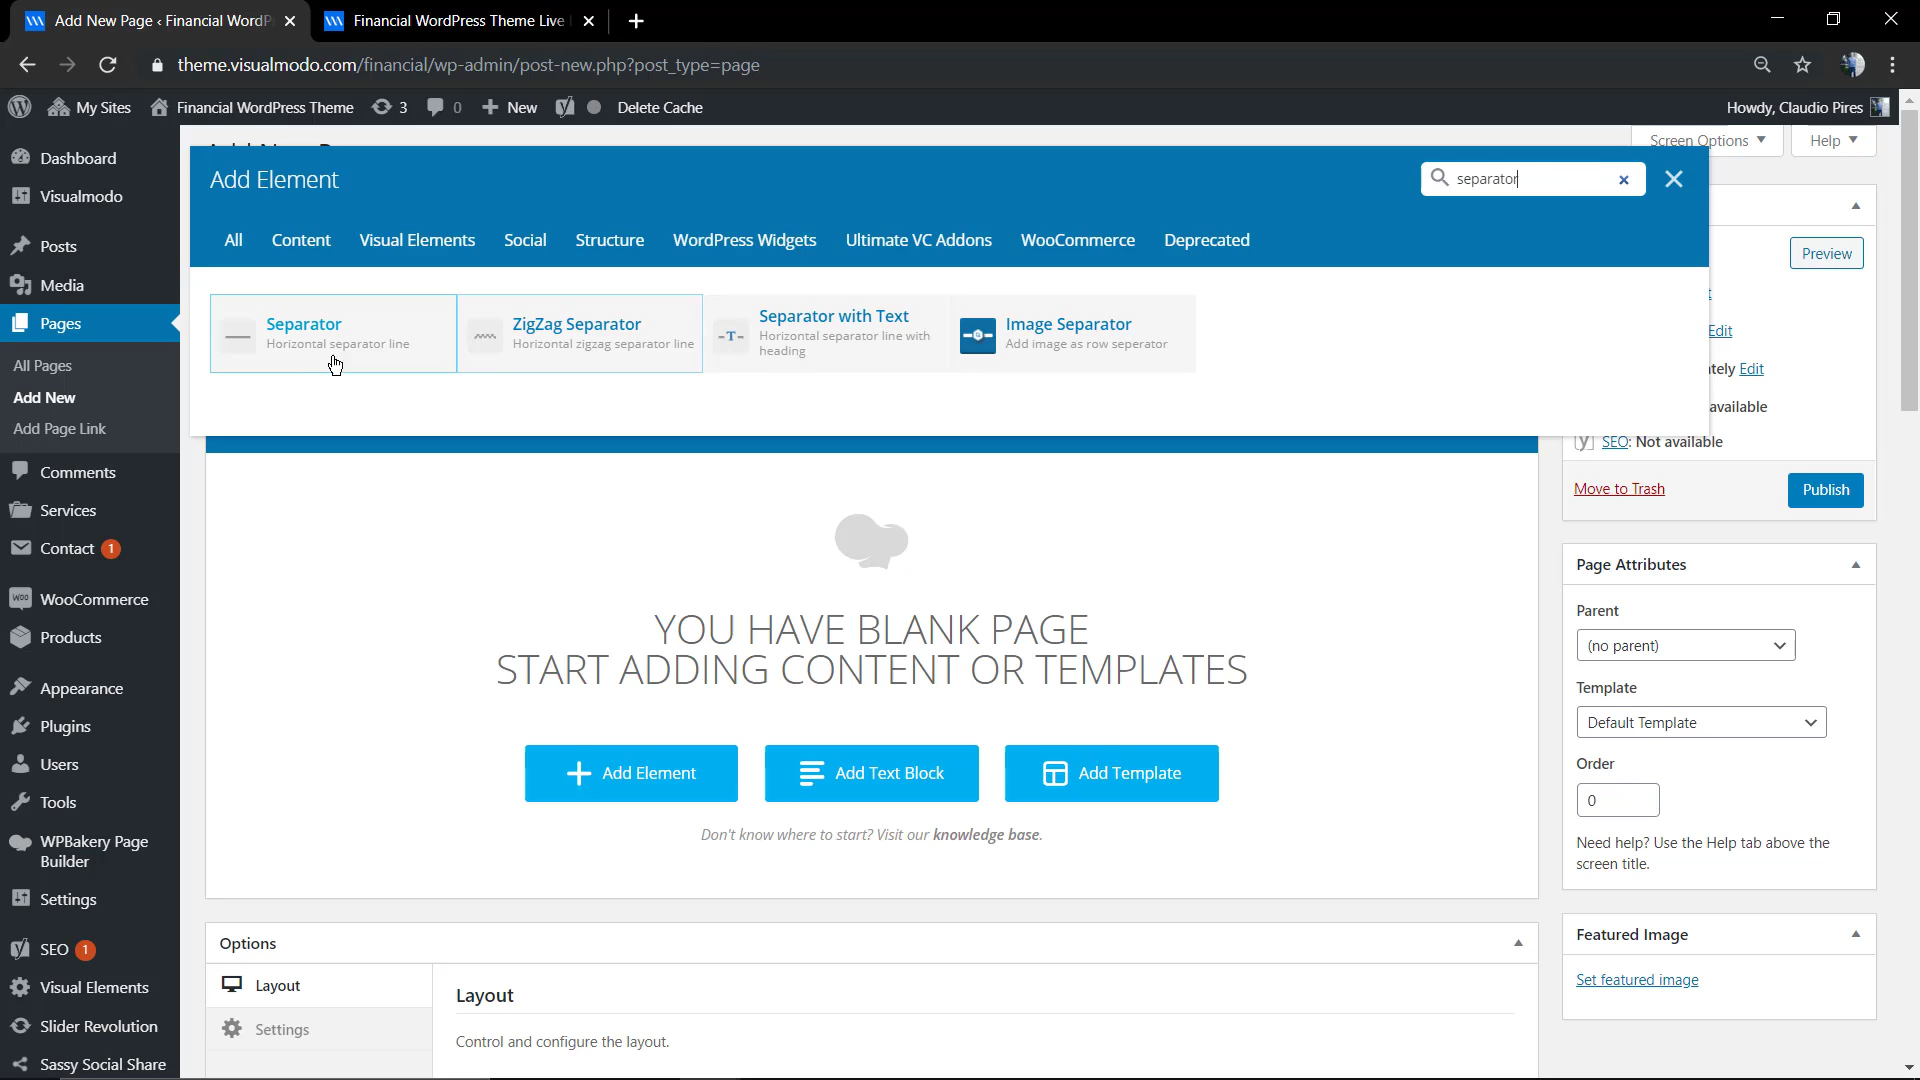 Add New Page ‹ Financial WordP
Financial WordPress Theme Live
theme.visualmodo.com/financial/wp-admin/post-new.php?post_type=page
My Sites
Financial WordPress Theme
3
0
New
Delete Cache
Howdy, Claudio Pires
Screen Options
Help
Dashboard
Visualmodo
Posts
Media
Pages
All Pages
Add New
Add Page Link
Comments
Services
Contact 1
WooCommerce
Products
Appearance
Plugins
Users
Tools
WPBakery Page
Builder
Settings
SEO 1
Visual Elements
Slider Revolution
Sassy Social Share
Add Element
separator
All
Content
Visual Elements
Social
Structure
WordPress Widgets
Ultimate VC Addons
WooCommerce
Deprecated
Separator
Horizontal separator line
ZigZag Separator
Horizontal zigzag separator line
Separator with Text
Horizontal separator line with
heading
Image Separator
Add image as row seperator
YOU HAVE BLANK PAGE
START ADDING CONTENT OR TEMPLATES
Add Element
Add Text Block
Add Template
Don't know where to start? Visit our knowledge base.
Options
Layout
Settings
Layout
Control and configure the layout.
Preview
Edit
Edit
available
SEO: Not available
Move to Trash
Publish
Page Attributes
Parent
(no parent)
Template
Default Template
Order
0
Need help? Use the Help tab above the
screen title.
Featured Image
Set featured image